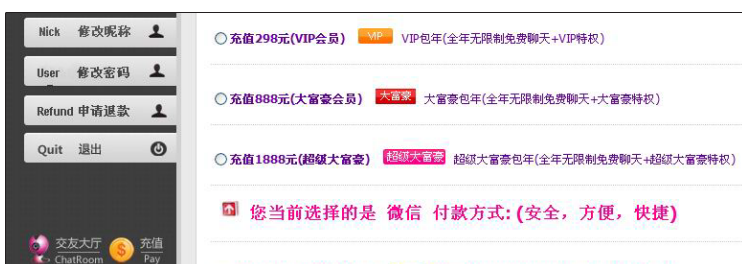 Nick 修改昵称
User 修改密码
Refund 申请退款
Quit 退出
交友大厅
ChatRoom
充值
Pay
充值298元(VIP会员) VIP VIP包年(全年无限制免费聊天+VIP特权)
充值888元(大富豪会员) 大富豪 大富豪包年(全年无限制免费聊天+大富豪特权)
充值1888元(超级大富豪) 超级大富豪 超级大富豪包年(全年无限制免费聊天+超级大富豪特权)
您当前选择的是 微信 付款方式:(安全，方便，快捷)